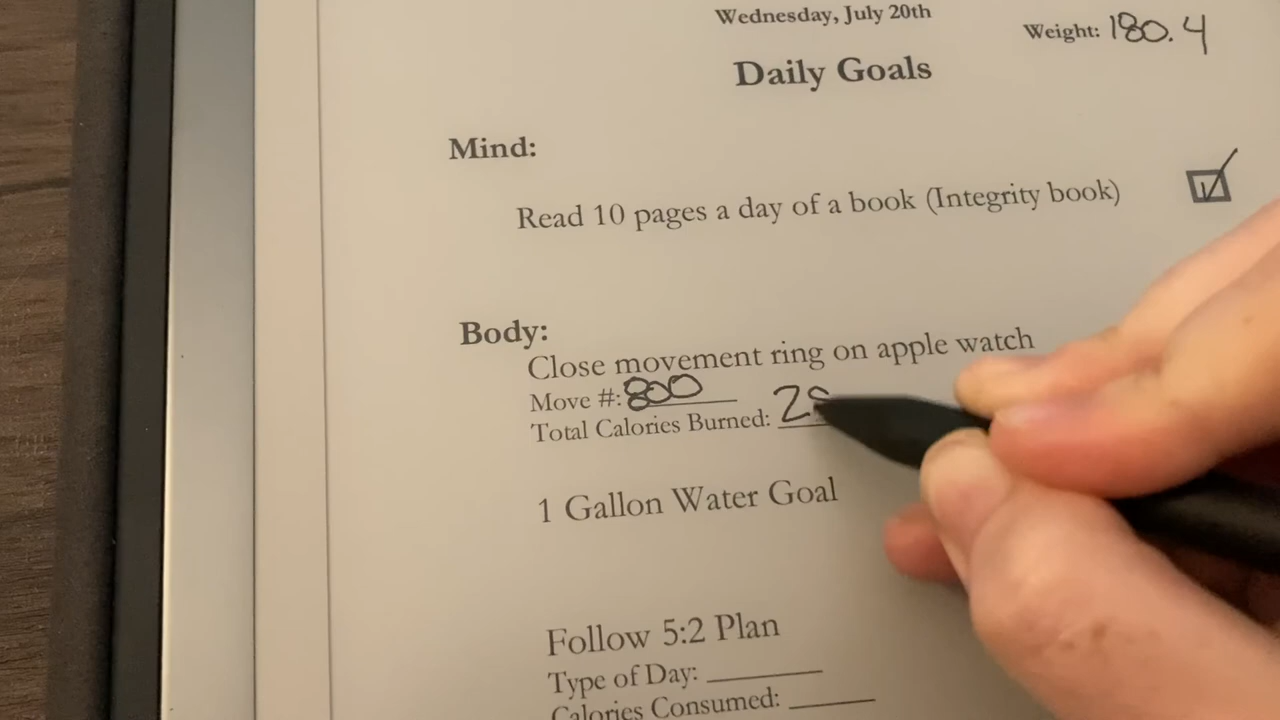 Wednesday, July 20th
Weight: 180.4
Daily Goals
Mind:
Read 10 pages a day of a book (Integrity book)
Body:
Close movement ring on apple watch
Move #: 800
Total Calories Burned: 2
1 Gallon Water Goal
Follow 5:2 Plan
Type of Day:
Calories Consumed: